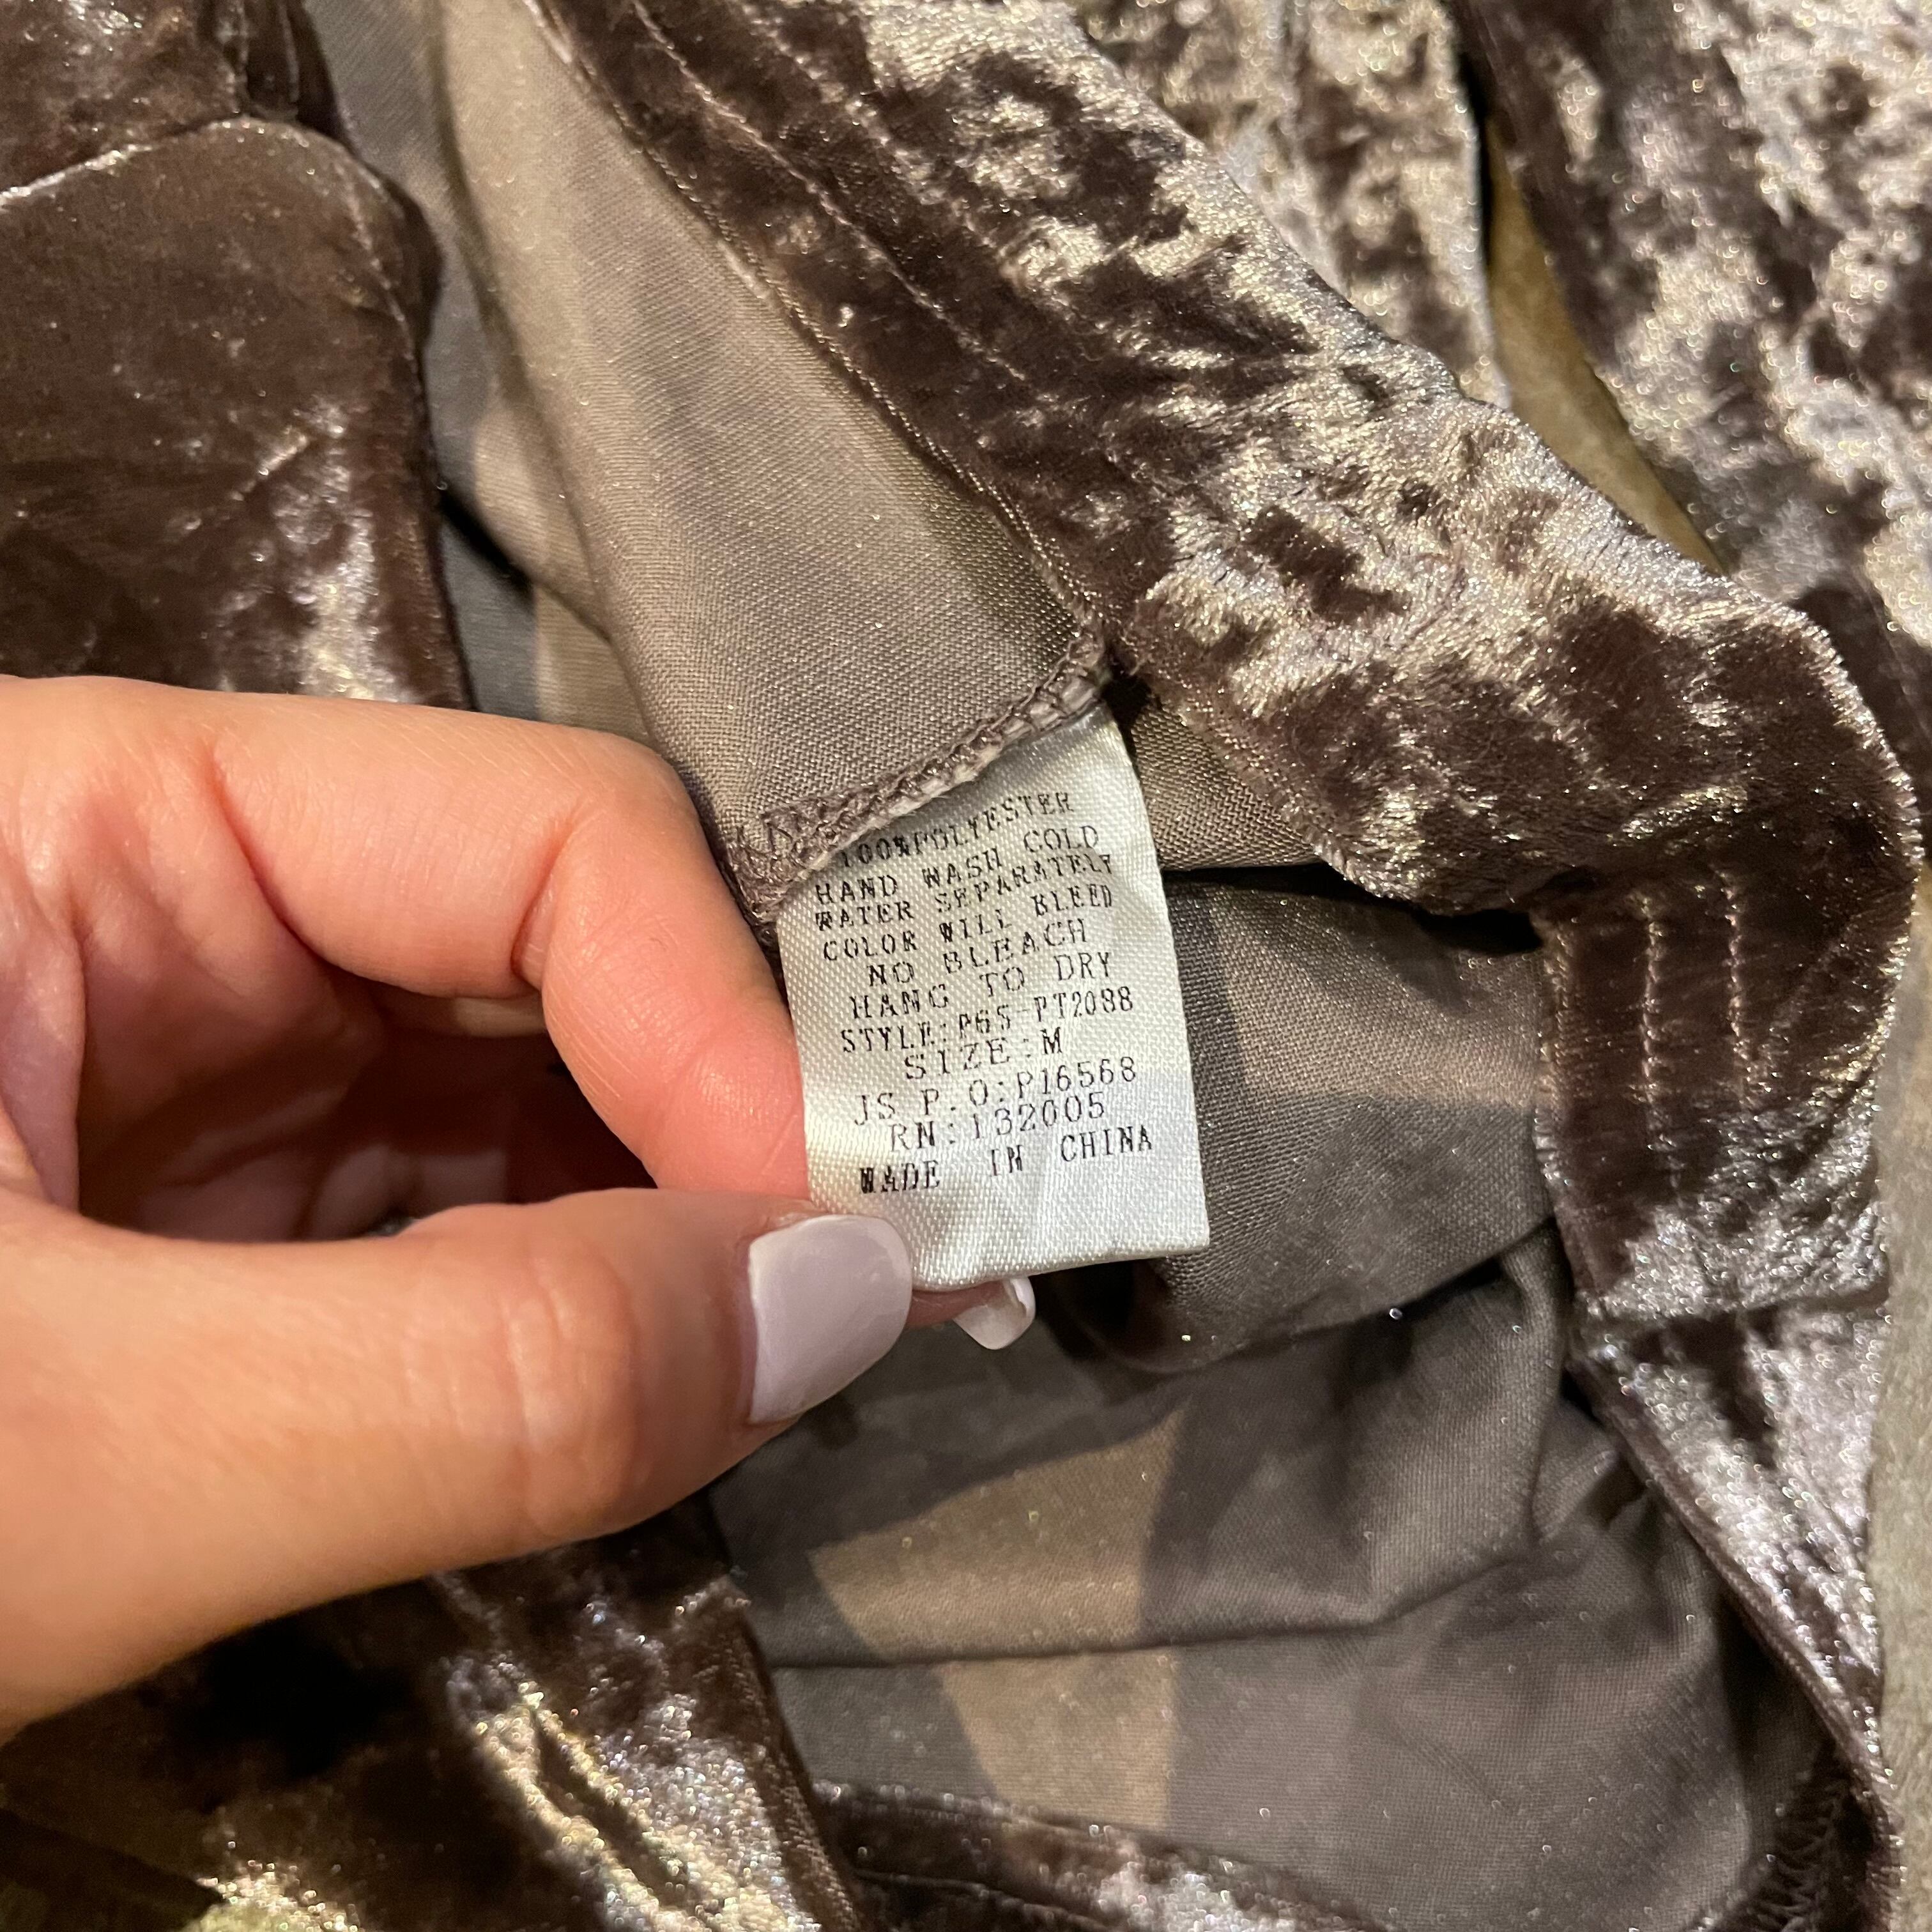 100%POLYESTER
HAND WASH COLD
WATER SEPARATELY
COLOR WILL BLEED
NO BLEACH
HANG TO DRY
STYLE:P65-PT2088
SIZE:M
JS P.O:P16568
RN:132005
MADE IN CHINA